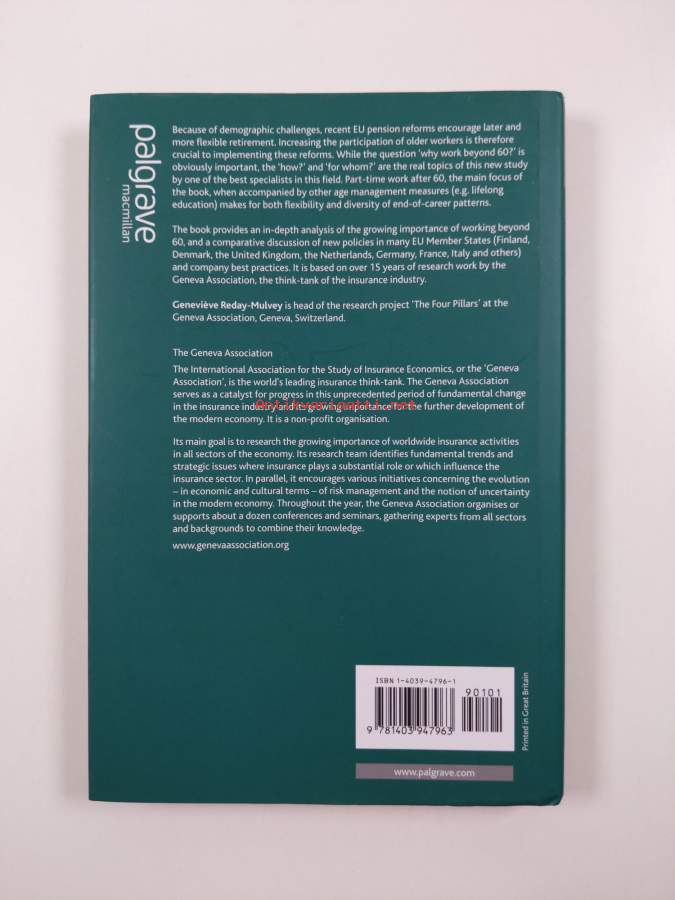 palgrave
macmillan
Because of demographic challenges, recent EU pension reforms encourage later and
more flexible retirement. Increasing the participation of older workers is therefore
crucial to implementing these reforms. While the question 'why work beyond 60?' is
obviously important, the 'how?' and 'for whom?' are the real topics of this new study
by one of the best specialists in this field. Part-time work after 60, the main focus of
the book, when accompanied by other age management measures (e.g. lifelong
education) makes for both flexibility and diversity of end-of-career patterns.
The book provides an in-depth analysis of the growing importance of working beyond
60, and a comparative discussion of new policies in many EU Member States (Finland,
Denmark, the United Kingdom, the Netherlands, Germany, France, Italy and others)
and company best practices. It is based on over 15 years of research work by the
Geneva Association, the think-tank of the insurance industry.
Geneviève Reday-Mulvey is head of the research project 'The Four Pillars' at the
Geneva Association, Geneva, Switzerland.
The Geneva Association
The International Association for the Study of Insurance Economics, or the 'Geneva
Association', is the world's leading insurance think-tank. The Geneva Association
serves as a catalyst for progress in this unprecedented period of fundamental change
in the insurance industry and its growing importance for the further development of
Antikvariaatti.net
the modern economy. It is a non-profit organisation.
Its main goal is to research the growing importance of worldwide insurance activities
in all sectors of the economy. Its research team identifies fundamental trends and
strategic issues where insurance plays a substantial role or which influence the
insurance sector. In parallel, it encourages various initiatives concerning the evolution
– in economic and cultural terms – of risk management and the notion of uncertainty
in the modern economy. Throughout the year, the Geneva Association organises or
supports about a dozen conferences and seminars, gathering experts from all sectors
and backgrounds to combine their knowledge.
www.genevaassociation.org
ISBN 1-4039-4796-1
90101
9 781403 947963
Printed in Great Britain
www.palgrave.com